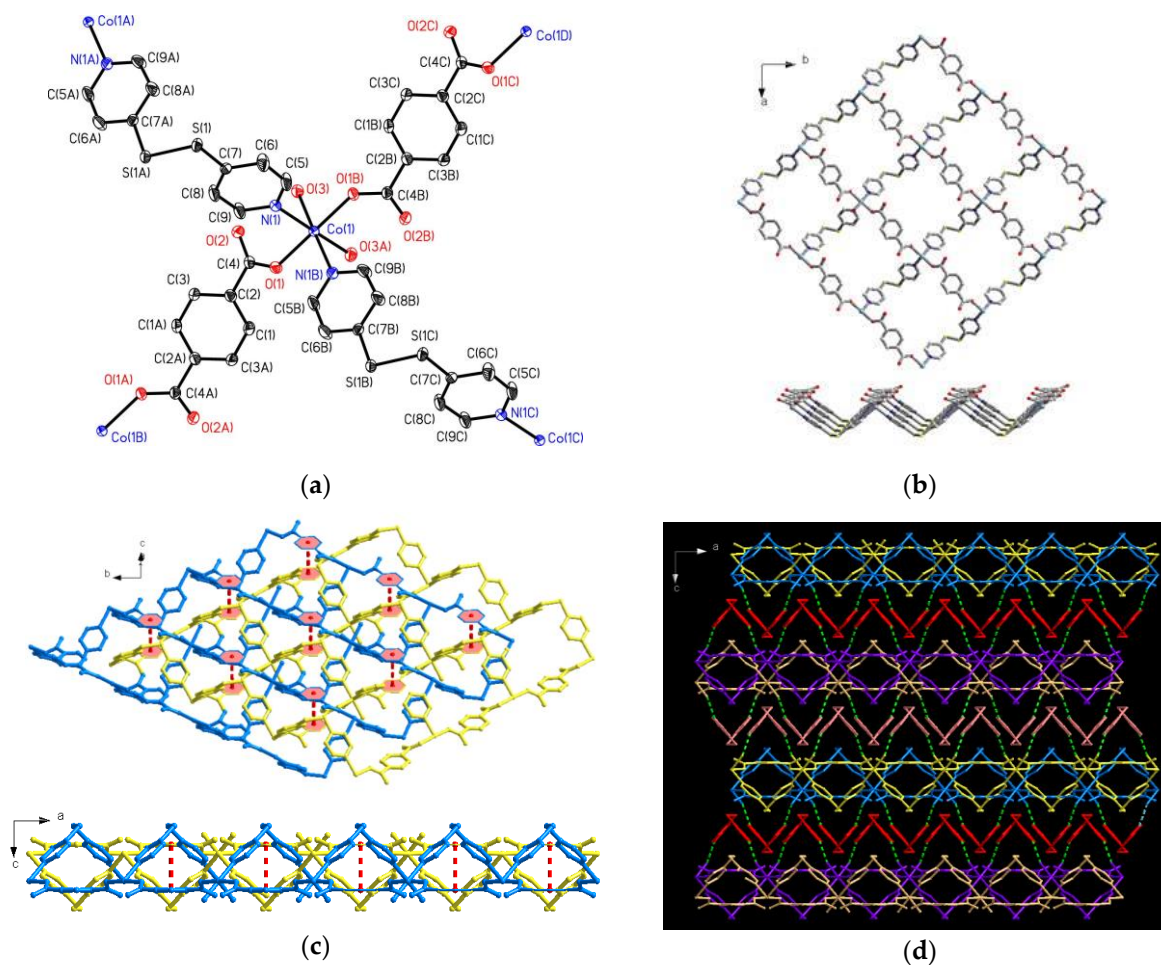 Co(1A)
N(1A)
C(9A)
C(5A)
C(8A)
C(6A)
C(7A)
S(1)
S(1A)
C(7)
C(6)
C(5)
C(8)
C(9)
N(1)
O(3)
O(2C)
Co(1D)
C(4C)
O(1C)
C(3C)
C(2C)
C(1B)
C(1C)
C(2B)
C(3B)
O(1B)
C(4B)
O(2B)
Co(1)
O(3A)
O(2)
C(4)
O(1)
N(1B)
C(9B)
C(3)
C(2)
C(5B)
C(8B)
C(1A)
C(1)
C(6B)
C(7B)
S(1C)
C(2A)
C(3A)
S(1B)
C(7C)
C(6C)
C(5C)
O(1A)
C(4A)
O(2A)
Co(1B)
C(8C)
C(9C)
N(1C)
Co(1C)
(a)
b
a
(b)
c
b
a
c
(c)
a
c
(d)